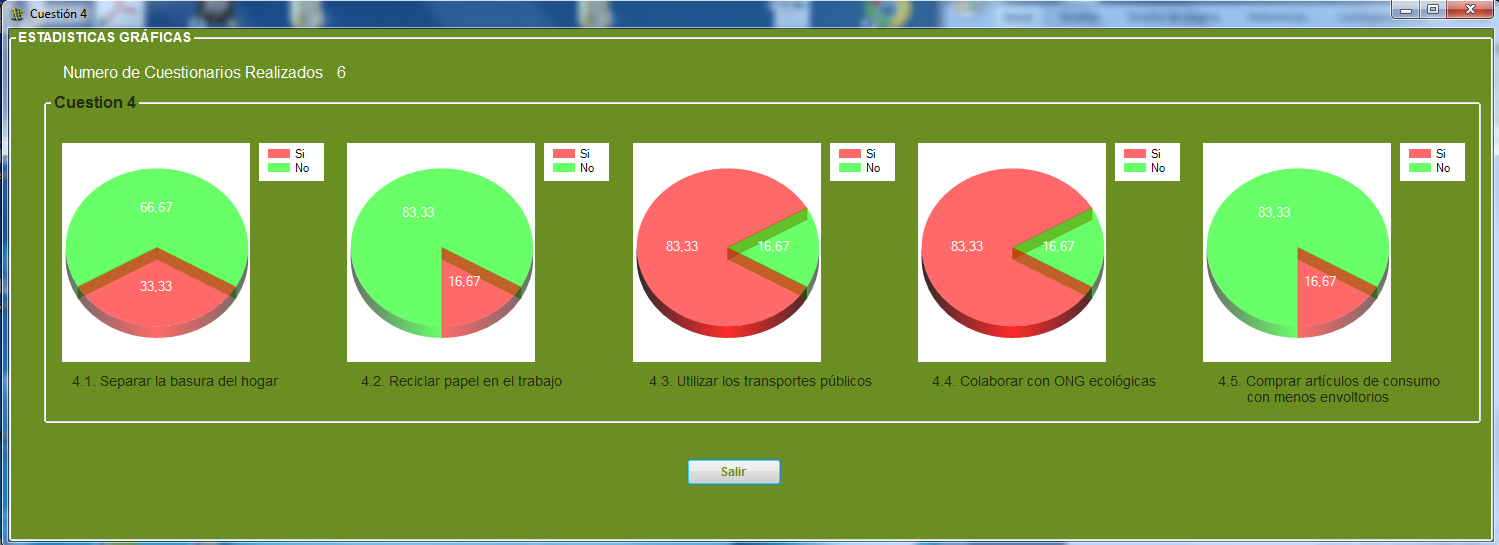 Cuestión 4
ESTADISTICAS GRÁFICAS
Numero de Cuestionarios Realizados 6
Cuestion 4
Si
No
66,67
33,33
4.1. Separar la basura del hogar
Si
No
83,33
16,67
4.2. Reciclar papel en el trabajo
Si
No
83,33
16,67
4.3. Utilizar los transportes públicos
Si
No
83,33
16,67
4.4. Colaborar con ONG ecológicas
Si
No
83,33
16,67
4.5. Comprar artículos de consumo
con menos envoltorios
Salir